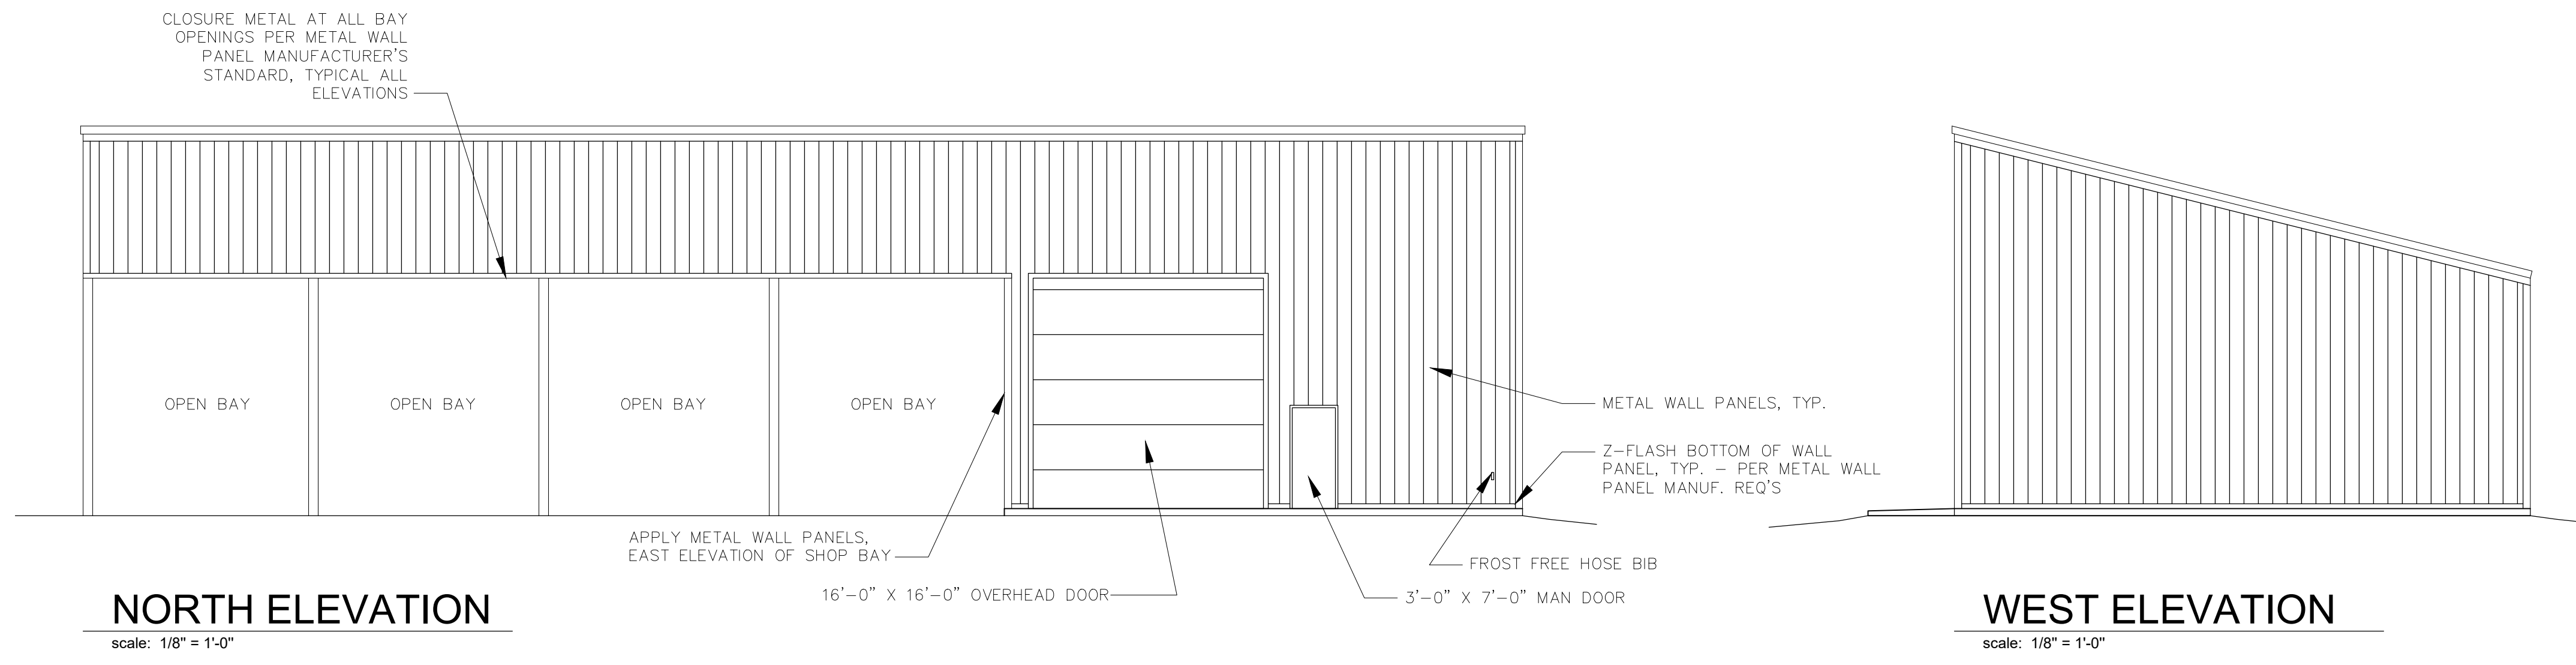 CLOSURE METAL AT ALL BAY
OPENINGS PER METAL WALL
PANEL MANUFACTURER'S
STANDARD, TYPICAL ALL
ELEVATIONS
OPEN BAY
OPEN BAY
OPEN BAY
OPEN BAY
METAL WALL PANELS, TYP.
Z-FLASH BOTTOM OF WALL
PANEL, TYP. - PER METAL WALL
PANEL MANUF. REQ'S
APPLY METAL WALL PANELS,
EAST ELEVATION OF SHOP BAY
FROST FREE HOSE BIB
16'-0" X 16'-0" OVERHEAD DOOR
3'-0" X 7'-0" MAN DOOR
NORTH ELEVATION
scale: 1/8" = 1'-0"
WEST ELEVATION
scale: 1/8" = 1'-0"